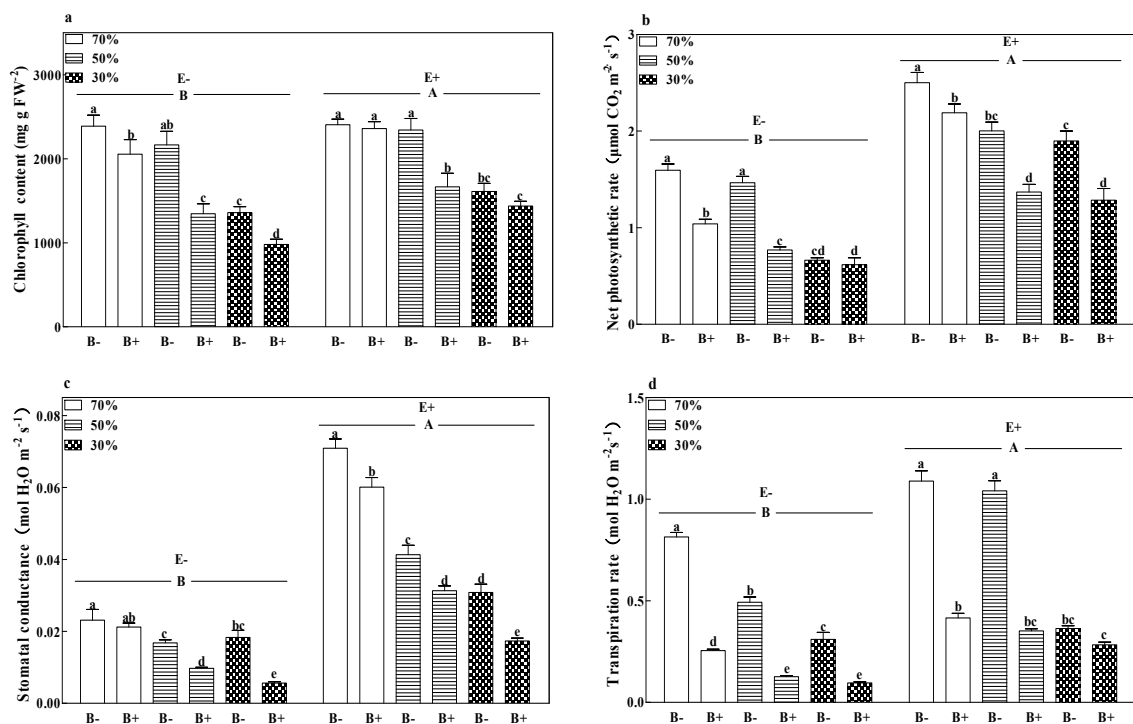 a
70%
50%
30%
Chlorophyll content (mg g FW⁻²)
3000
2000
1000
0
E-
B
a
b
ab
c
c
d
E+
A
a
a
a
b
bc
c
B- B+ B- B+ B- B+ B- B+ B- B+ B- B+
b
70%
50%
30%
Net photosynthetic rate (μmol CO₂ m⁻² s⁻¹)
3
2
1
0
E-
B
a
b
a
c
cd
d
E+
A
a
b
bc
d
c
d
B- B+ B- B+ B- B+ B- B+ B- B+ B- B+
c
70%
50%
30%
Stomatal conductance (mol H₂O m⁻² s⁻¹)
0.08
0.06
0.04
0.02
0.00
E-
B
a
ab
c
d
bc
e
E+
A
a
b
c
d
d
e
B- B+ B- B+ B- B+ B- B+ B- B+ B- B+
d
70%
50%
30%
Transpiration rate (mol H₂O m⁻²s⁻¹)
1.5
1.0
0.5
0.0
E-
B
a
d
b
e
c
e
E+
A
a
b
a
bc
bc
c
B- B+ B- B+ B- B+ B- B+ B- B+ B- B+